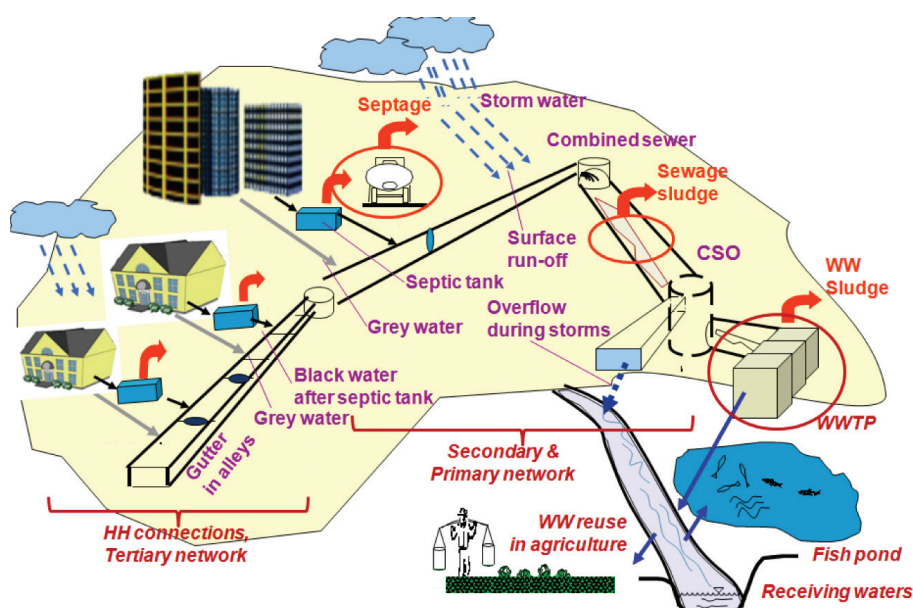 Septage
Storm water
Combined sewer
Sewage
sludge
Surface
run-off
CSO
Septic tank
WW
Sludge
Grey water
Overflow
during storms
Black water
after septic tank
Grey water
Gutter
in alleys
WWTP
Secondary &
Primary network
HH connections,
Tertiary network
WW reuse
in agriculture
Fish pond
Receiving waters